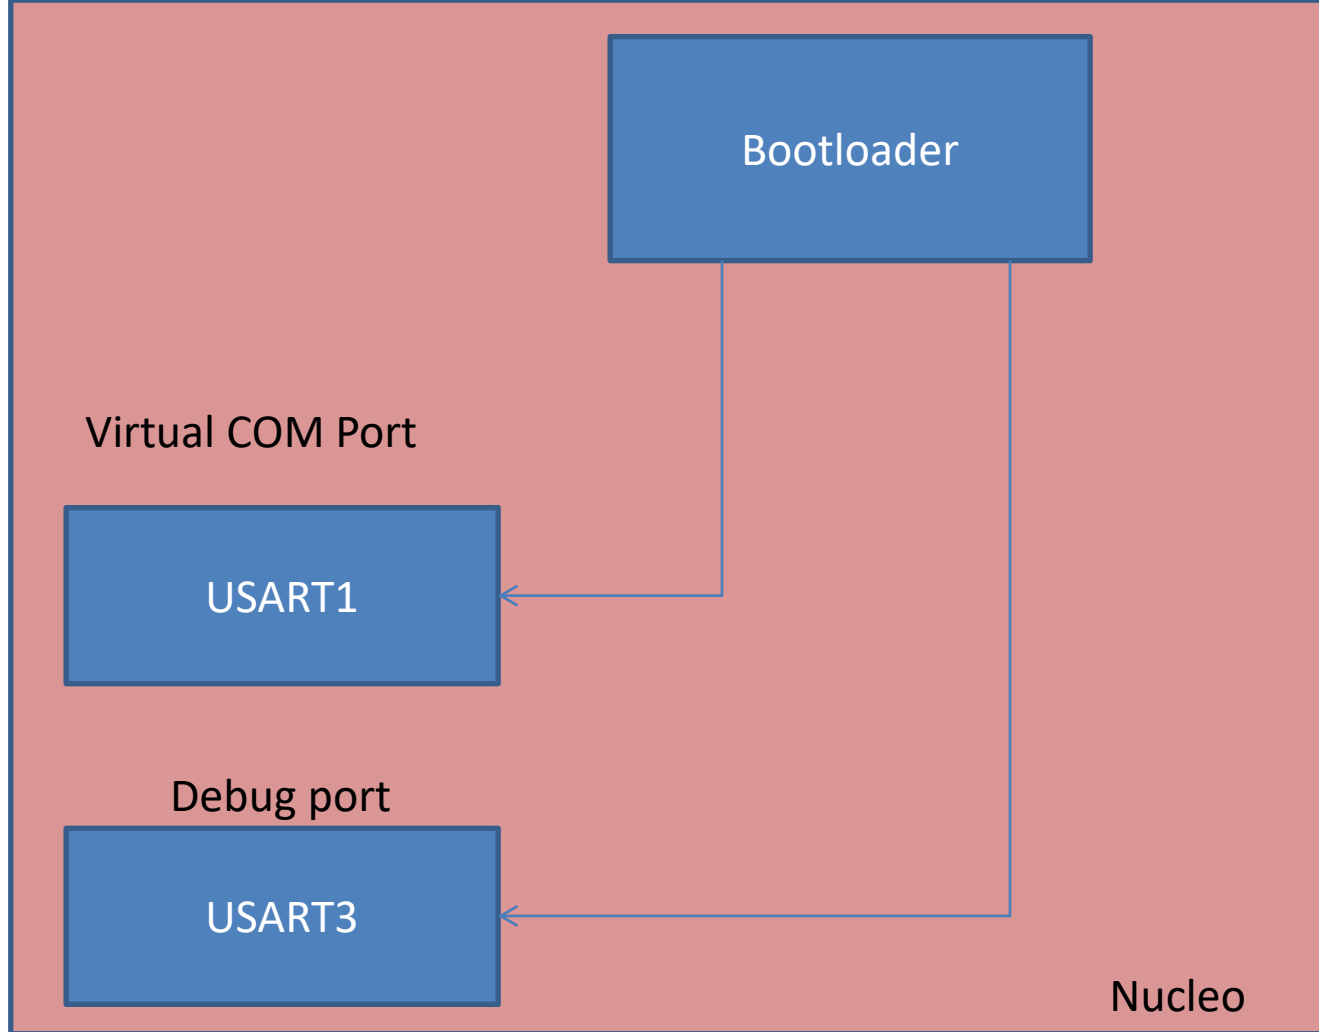 Bootloader
Virtual COM Port
USART1
Debug port
USART3
Nucleo